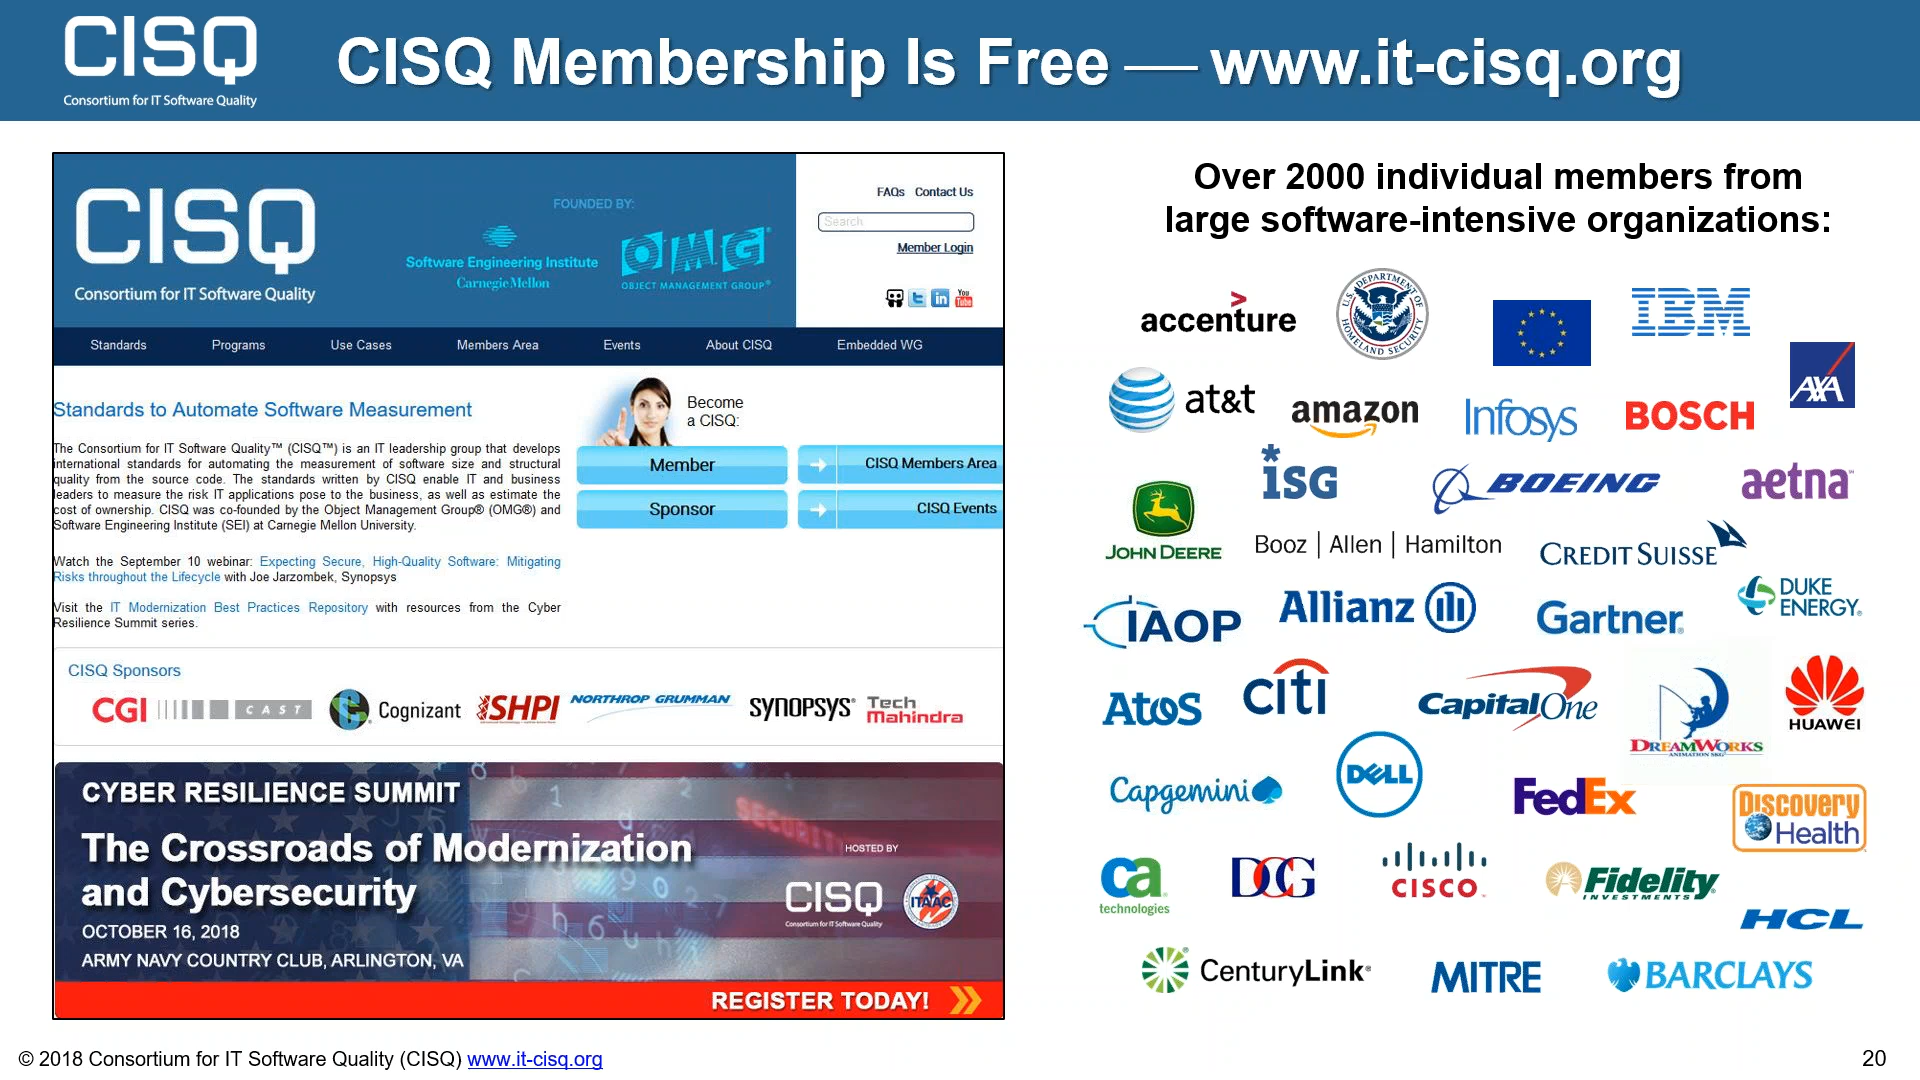 CISQ
Consortium for IT Software Quality
CISQ Membership Is Free — www.it-cisq.org
CISQ
Consortium for IT Software Quality
FOUNDED BY:
Software Engineering Institute
Carnegie Mellon
OMG®
OBJECT MANAGEMENT GROUP®
FAQs Contact Us
Search
Member Login
You
Tube
Standards Programs Use Cases Members Area Events About CISQ Embedded WG
Standards to Automate Software Measurement
The Consortium for IT Software Quality™ (CISQ™) is an IT leadership group that develops
international standards for automating the measurement of software size and structural
quality from the source code. The standards written by CISQ enable IT and business
leaders to measure the risk IT applications pose to the business, as well as estimate the
cost of ownership. CISQ was co-founded by the Object Management Group® (OMG®) and
Software Engineering Institute (SEI) at Carnegie Mellon University.
Watch the September 10 webinar: Expecting Secure, High-Quality Software: Mitigating
Risks throughout the Lifecycle with Joe Jarzombek, Synopsys
Visit the IT Modernization Best Practices Repository with resources from the Cyber
Resilience Summit series.
Become
a CISQ:
Member
CISQ Members Area
Sponsor
CISQ Events
CISQ Sponsors
CGI CAST Cognizant SHPI NORTHROP GRUMMAN SYNOPSYS® Tech
Mahindra
CYBER RESILIENCE SUMMIT
The Crossroads of Modernization
and Cybersecurity
OCTOBER 16, 2018
ARMY NAVY COUNTRY CLUB, ARLINGTON, VA
SECURITY
HOSTED BY
CISQ
Consortium for IT Software Quality
ITAAC
REGISTER TODAY!
Over 2000 individual members from
large software-intensive organizations:
accenture
U.S. DEPARTMENT OF HOMELAND SECURITY
IBM
AXA
at&t
amazon
Infosys
BOSCH
ISG
BOEING
aetna
JOHN DEERE
Booz | Allen | Hamilton
CREDIT SUISSE
IAOP
Allianz
Gartner
DUKE
ENERGY
Atos
citi
Capital One
DREAMWORKS
ANIMATION SKG
HUAWEI
Capgemini
DELL
FedEx
Discovery
Health
ca
technologies
DCG
CISCO
Fidelity
INVESTMENTS
HCL
CenturyLink®
MITRE
BARCLAYS
© 2018 Consortium for IT Software Quality (CISQ) www.it-cisq.org
20